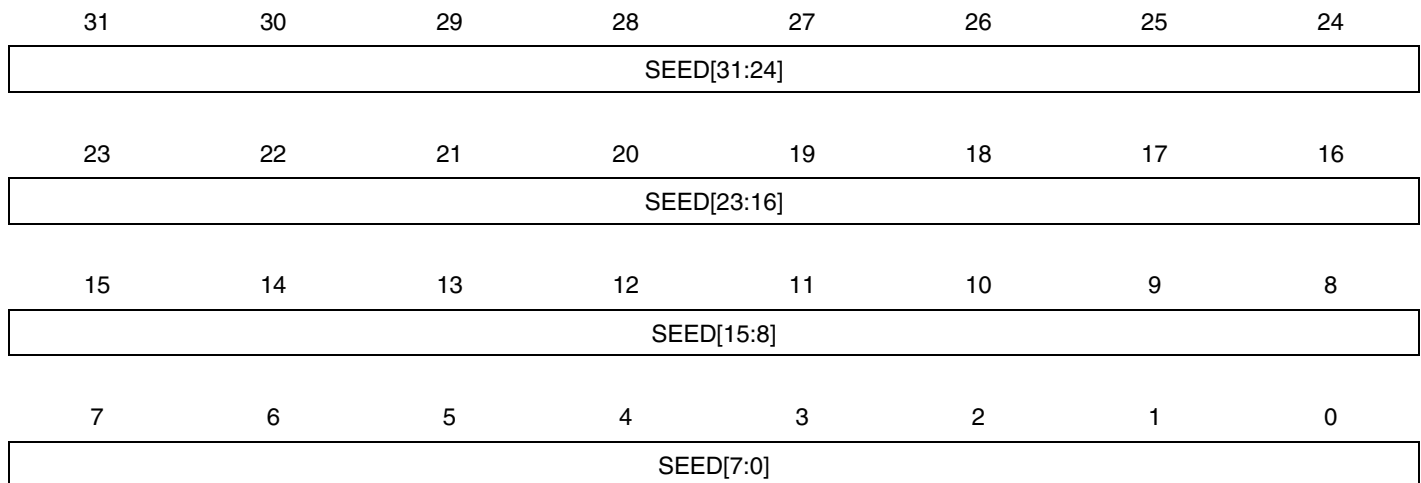 31 30 29 28 27 26 25 24
SEED[31:24]
23 22 21 20 19 18 17 16
SEED[23:16]
15 14 13 12 11 10 9 8
SEED[15:8]
7 6 5 4 3 2 1 0
SEED[7:0]